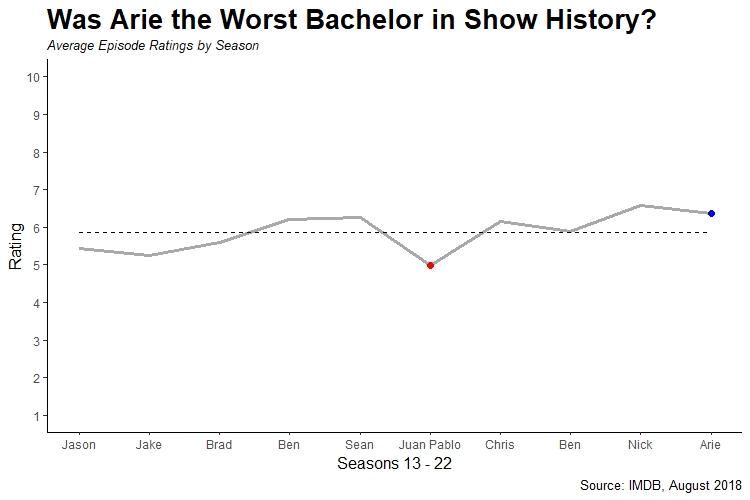 Was Arie the Worst Bachelor in Show History?
Average Episode Ratings by Season
10
9
8
7
6
5
4
3
2
1
Rating
Jason Jake Brad Ben Sean Juan Pablo Chris Ben Nick Arie
Seasons 13 - 22
Source: IMDB, August 2018